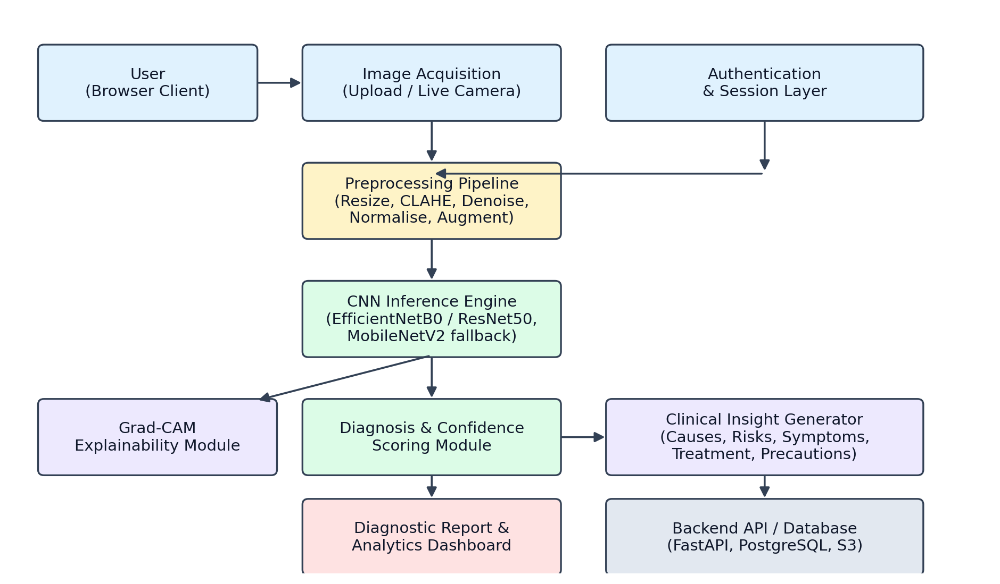 User
(Browser Client)
Image Acquisition
(Upload / Live Camera)
Authentication
& Session Layer
Preprocessing Pipeline
(Resize, CLAHE, Denoise,
Normalise, Augment)
CNN Inference Engine
(EfficientNetB0 / ResNet50,
MobileNetV2 fallback)
Grad-CAM
Explainability Module
Diagnosis & Confidence
Scoring Module
Clinical Insight Generator
(Causes, Risks, Symptoms,
Treatment, Precautions)
Diagnostic Report &
Analytics Dashboard
Backend API / Database
(FastAPI, PostgreSQL, S3)